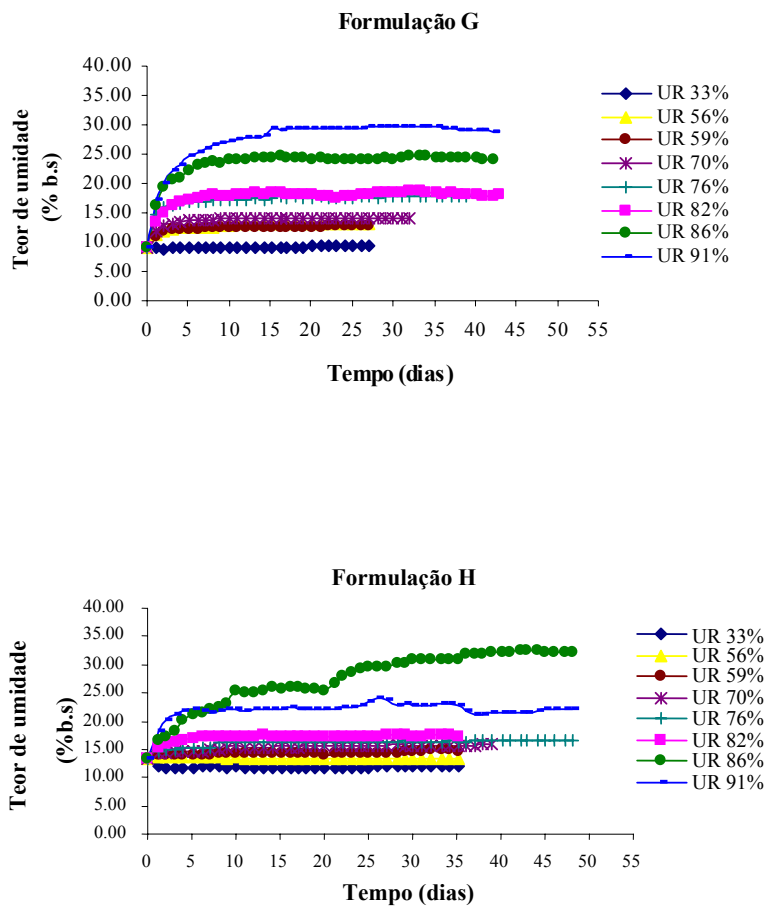 Formulação G
Teor de umidade
(% b.s)
40.00
35.00
30.00
25.00
20.00
15.00
10.00
5.00
0.00
0 5 10 15 20 25 30 35 40 45 50 55
Tempo (dias)
UR 33%
UR 56%
UR 59%
UR 70%
UR 76%
UR 82%
UR 86%
UR 91%
Formulação H
Teor de umidade
(%b.s)
40.00
35.00
30.00
25.00
20.00
15.00
10.00
5.00
0.00
0 5 10 15 20 25 30 35 40 45 50 55
Tempo (dias)
UR 33%
UR 56%
UR 59%
UR 70%
UR 76%
UR 82%
UR 86%
UR 91%